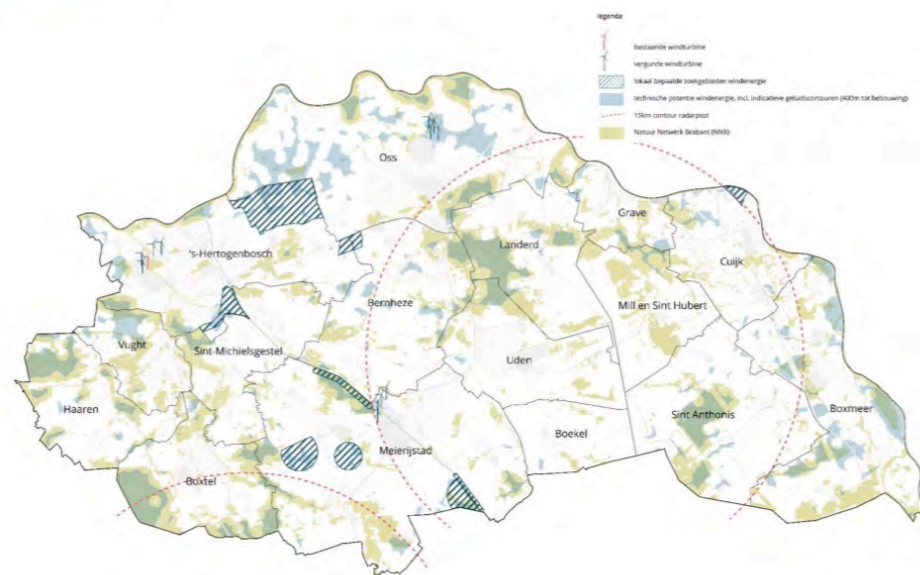 legenda
bestaande windturbine
vergunde windturbine
lokaal bepaalde zoekgebieden windenergie
technische potentie windenergie, incl. indicatieve geluidscontouren (400m tot bebouwing)
15km contour radarpost
Natuur Netwerk Brabant (NNB)
Oss
Grave
's-Hertogenbosch
Landerd
Cuijk
Bernheze
Mill en Sint Hubert
Vught
Sint-Michielsgestel
Uden
Haaren
Sint Anthonis
Boxmeer
Boekel
Meierijstad
Boxtel